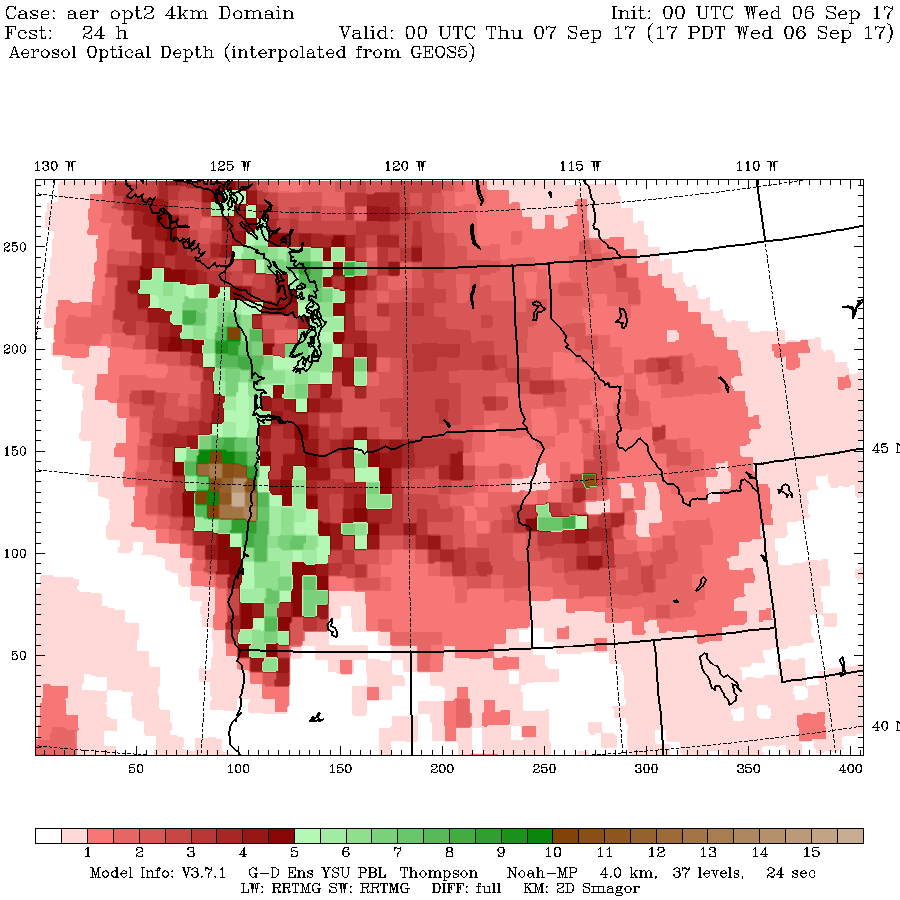 Case: aer opt2 4km Domain Init: 00 UTC Wed 06 Sep 17
Fcst: 24 h Valid: 00 UTC Thu 07 Sep 17 (17 PDT Wed 06 Sep 17)
Aerosol Optical Depth (interpolated from GEOS5)
130 W 125 W 120 W 115 W 110 W
250
200
150
45 N
100
50
40 N
50 100 150 200 250 300 350 400
1 2 3 4 5 6 7 8 9 10 11 12 13 14 15
Model Info: V3.7.1 G-D Ens YSU PBL Thompson Noah-MP 4.0 km, 37 levels, 24 sec
LW: RRTMG SW: RRTMG DIFF: full KM: 2D Smagor